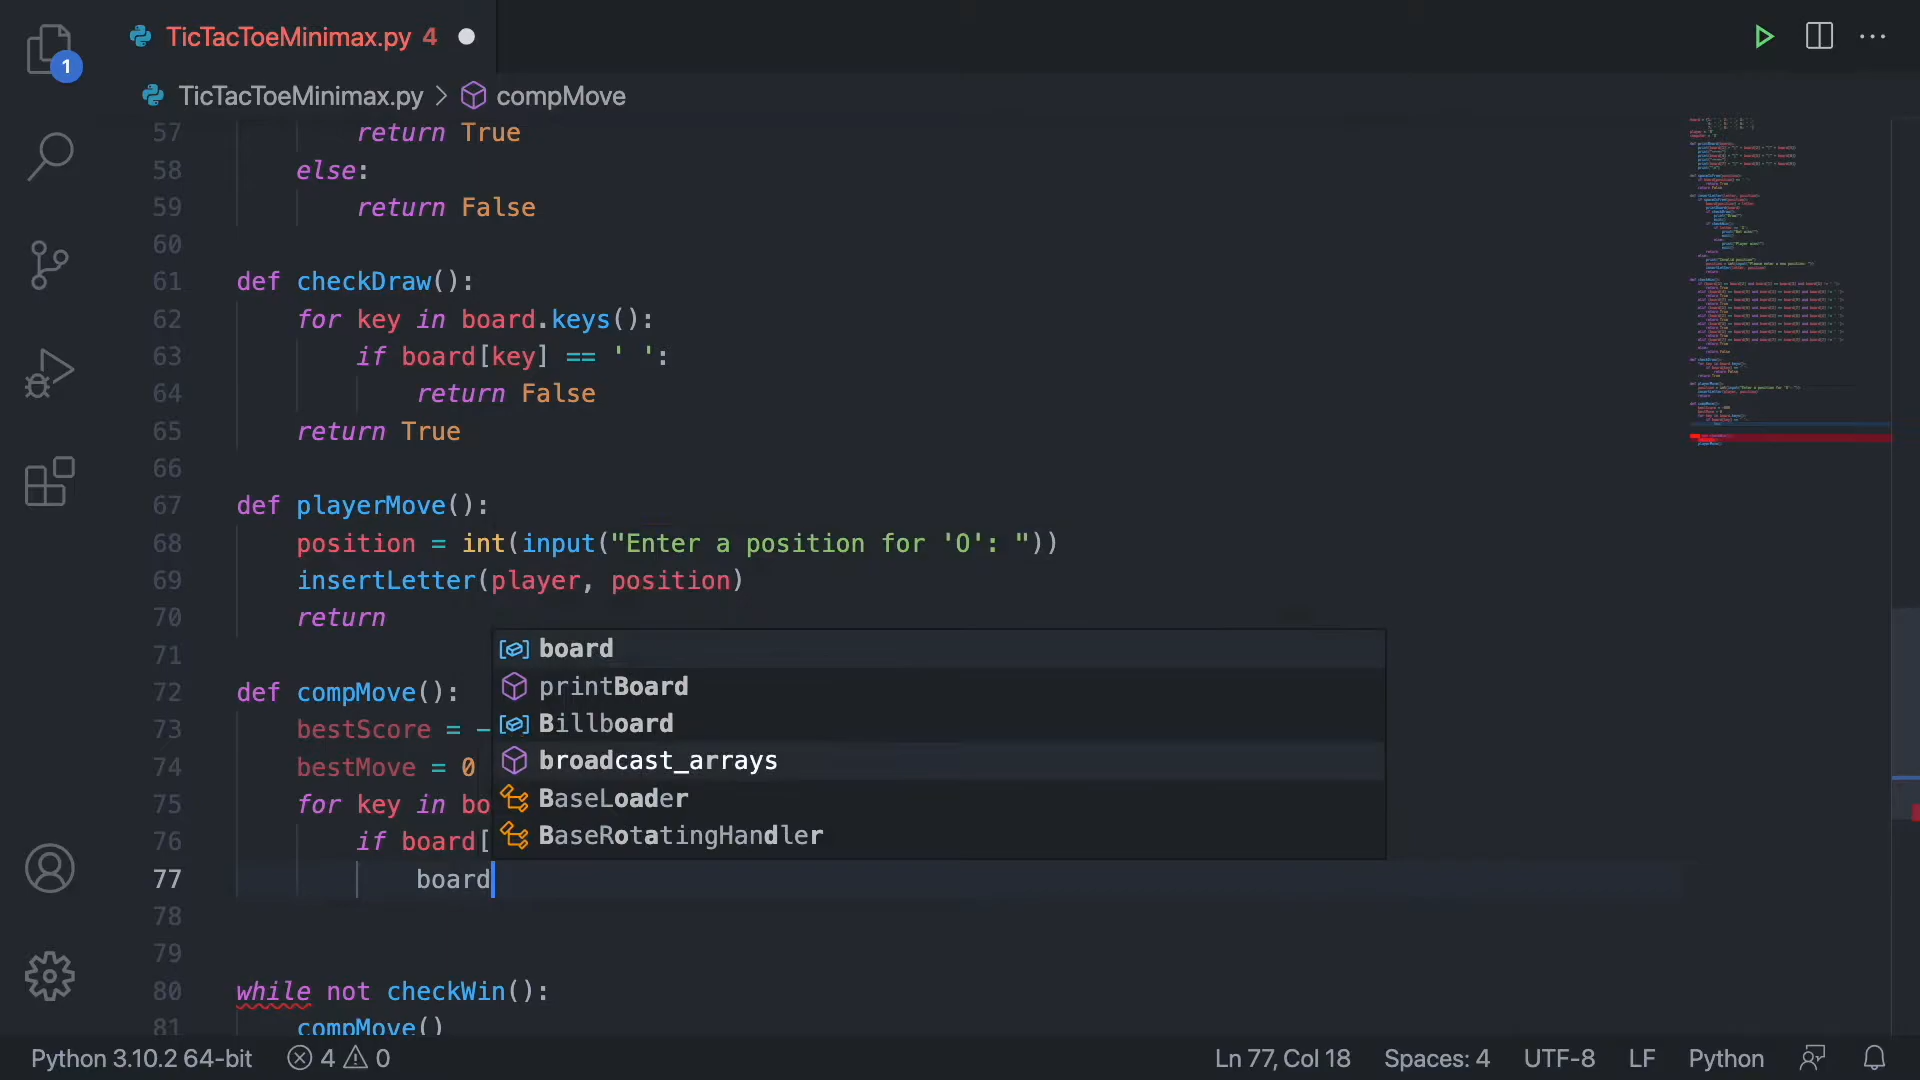 TicTacToeMinimax.py 4
1
TicTacToeMinimax.py > compMove
57 return True
58 else:
59 return False
60
61 def checkDraw():
62 for key in board.keys():
63 if board[key] == ' ':
64 return False
65 return True
66
67 def playerMove():
68 position = int(input("Enter a position for 'O': "))
69 insertLetter(player, position)
70 return
71
72 def compMove():
73 bestScore = -
74 bestMove = 0
75 for key in bo
76 if board[
77 board
board
printBoard
Billboard
broadcast_arrays
BaseLoader
BaseRotatingHandler
78
79
80 while not checkWin():
81 compMove()
Python 3.10.2 64-bit 4 0 Ln 77, Col 18 Spaces: 4 UTF-8 LF Python